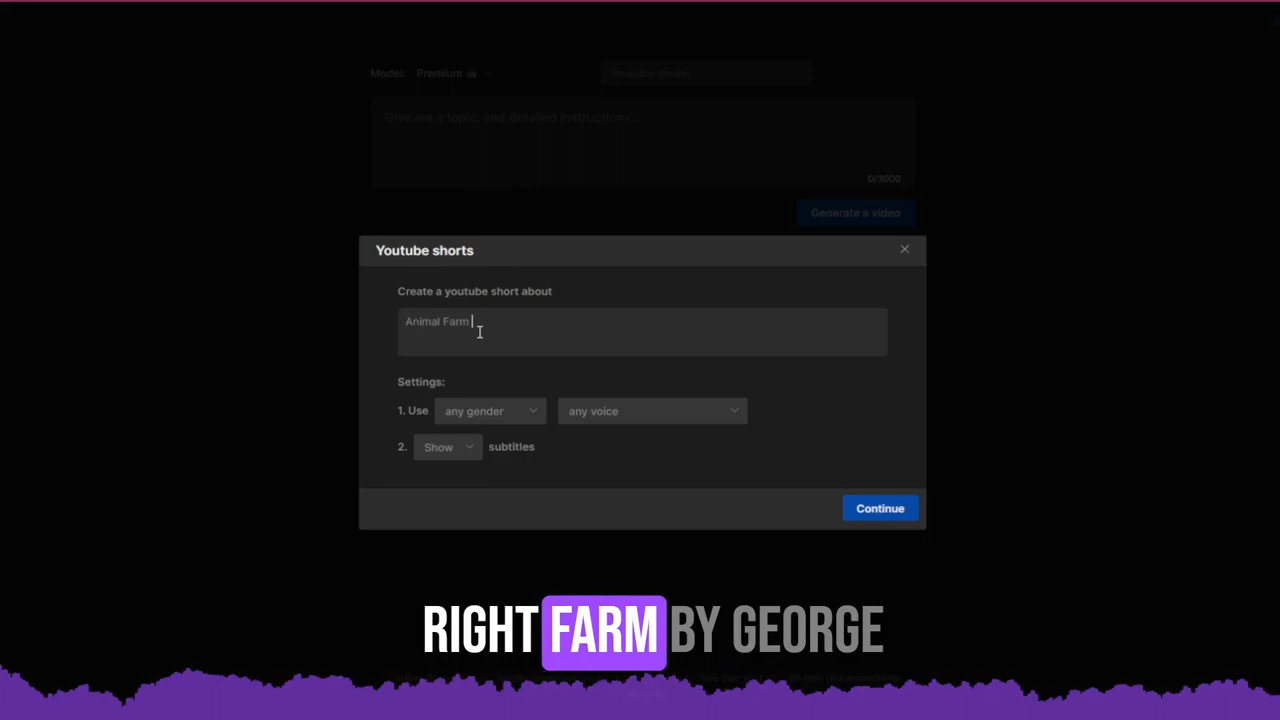 Model: Premium
Youtube shorts
Give me a topic, and detailed instructions...
0/3000
Generate a video
Youtube shorts
Create a youtube short about
Animal Farm
Settings:
1. Use any gender any voice
2. Show subtitles
Continue
RIGHT FARM BY GEORGE